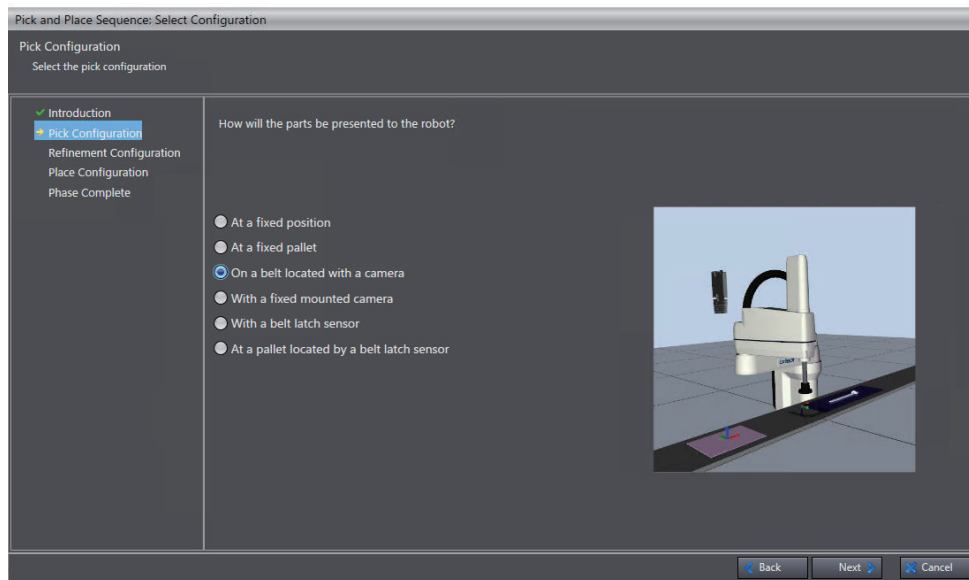 Pick and Place Sequence: Select Configuration
Pick Configuration
Select the pick configuration
Introduction
Pick Configuration
Refinement Configuration
Place Configuration
Phase Complete
How will the parts be presented to the robot?
At a fixed position
At a fixed pallet
On a belt located with a camera
With a fixed mounted camera
With a belt latch sensor
At a pallet located by a belt latch sensor
Back
Next
Cancel